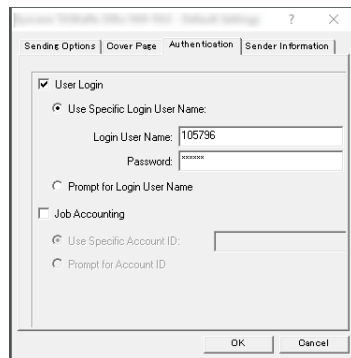 ?
Sending Options Cover Page Authentication Sender Information
User Login
Use Specific Login User Name:
Login User Name: 105796
Password: ******
Prompt for Login User Name
Job Accounting
Use Specific Account ID:
Prompt for Account ID
OK Cancel